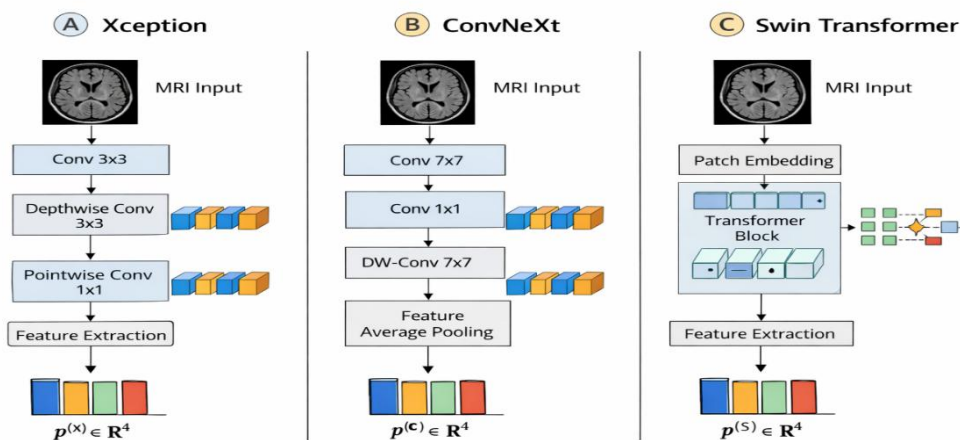 A Xception
MRI Input
Conv 3x3
Depthwise Conv
3x3
Pointwise Conv
1x1
Feature Extraction
p(x) ∈ R4
B ConvNeXt
MRI Input
Conv 7x7
Conv 1x1
DW-Conv 7x7
Feature
Average Pooling
p(c) ∈ R4
C Swin Transformer
MRI Input
Patch Embedding
Transformer
Block
Feature Extraction
p(S) ∈ R4